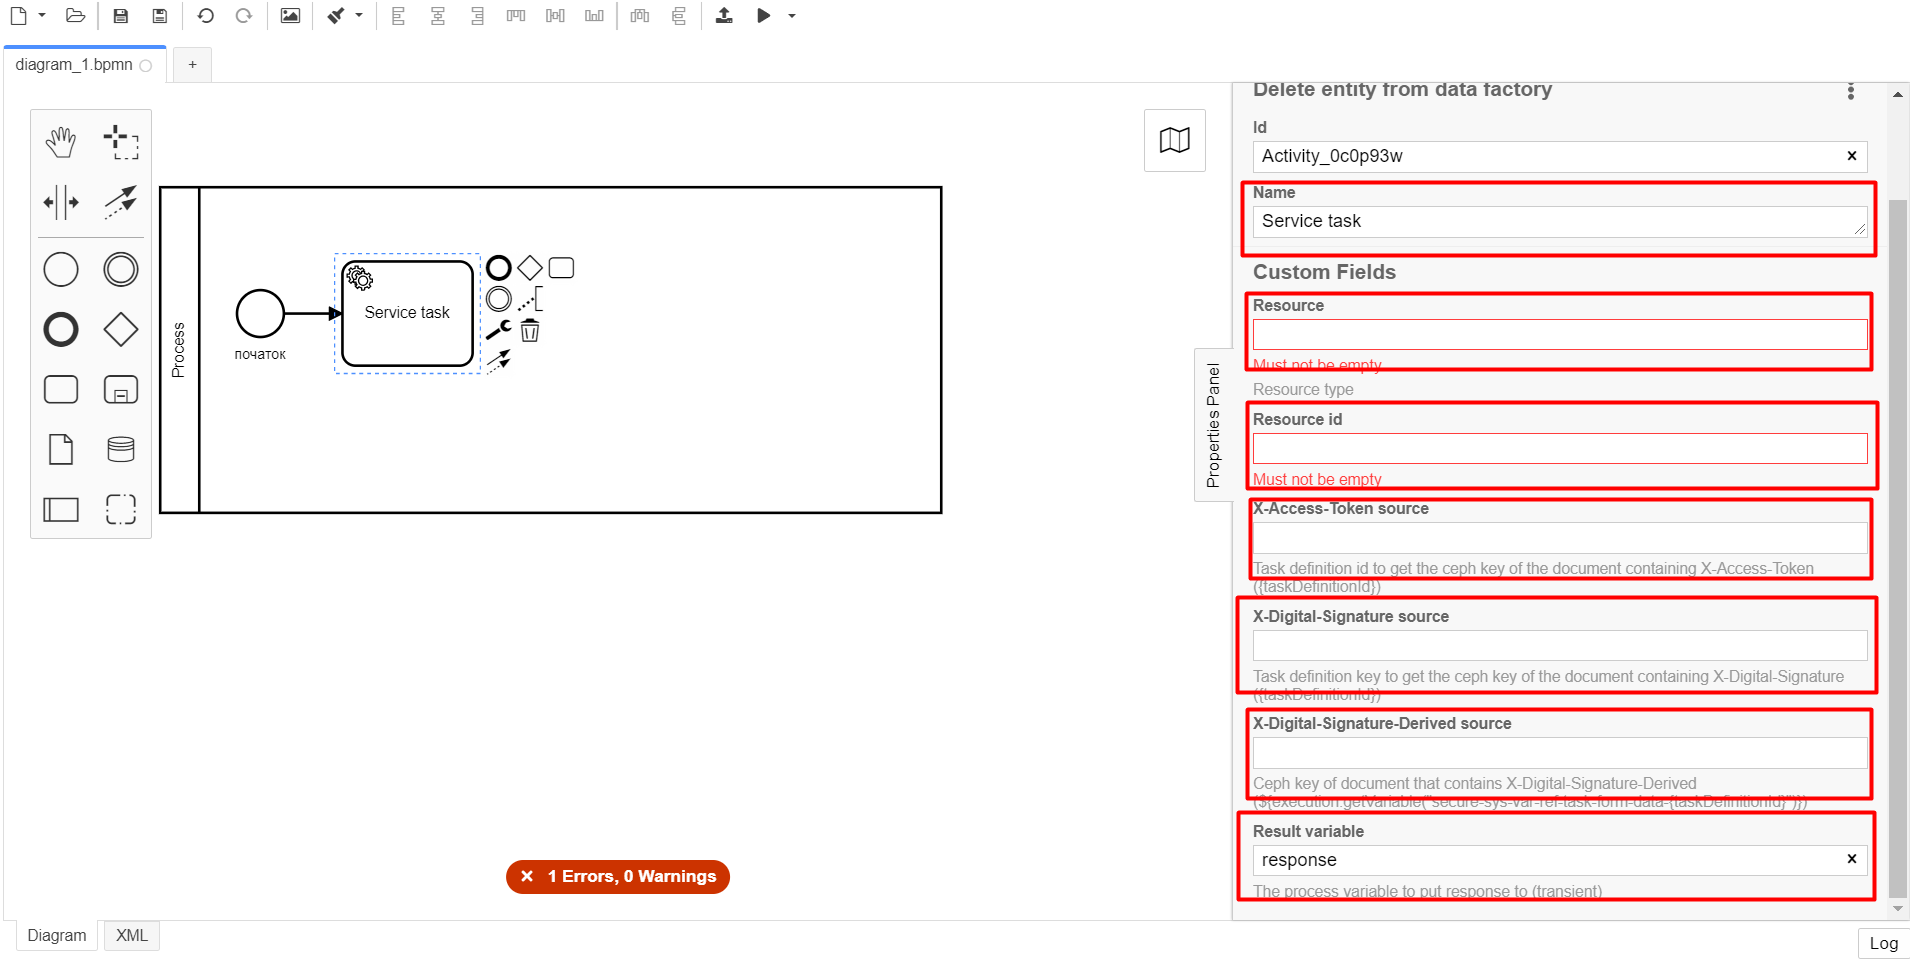 diagram_1.bpmn
+
Process
початок
Service task
Properties Panel
Delete entity from data factory
Id
Activity_0c0p93w
Name
Service task
Custom Fields
Resource
Must not be empty
Resource type
Resource id
Must not be empty
X-Access-Token source
Task definition id to get the ceph key of the document containing X-Access-Token
({taskDefinitionId})
X-Digital-Signature source
Task definition key to get the ceph key of the document containing X-Digital-Signature
({taskDefinitionId})
X-Digital-Signature-Derived source
Ceph key of document that contains X-Digital-Signature-Derived
(${execution.getVariable("secure-sys-var-ref-task-form-data-{taskDefinitionId}")})
Result variable
response
The process variable to put response to (transient)
1 Errors, 0 Warnings
Diagram
XML
Log